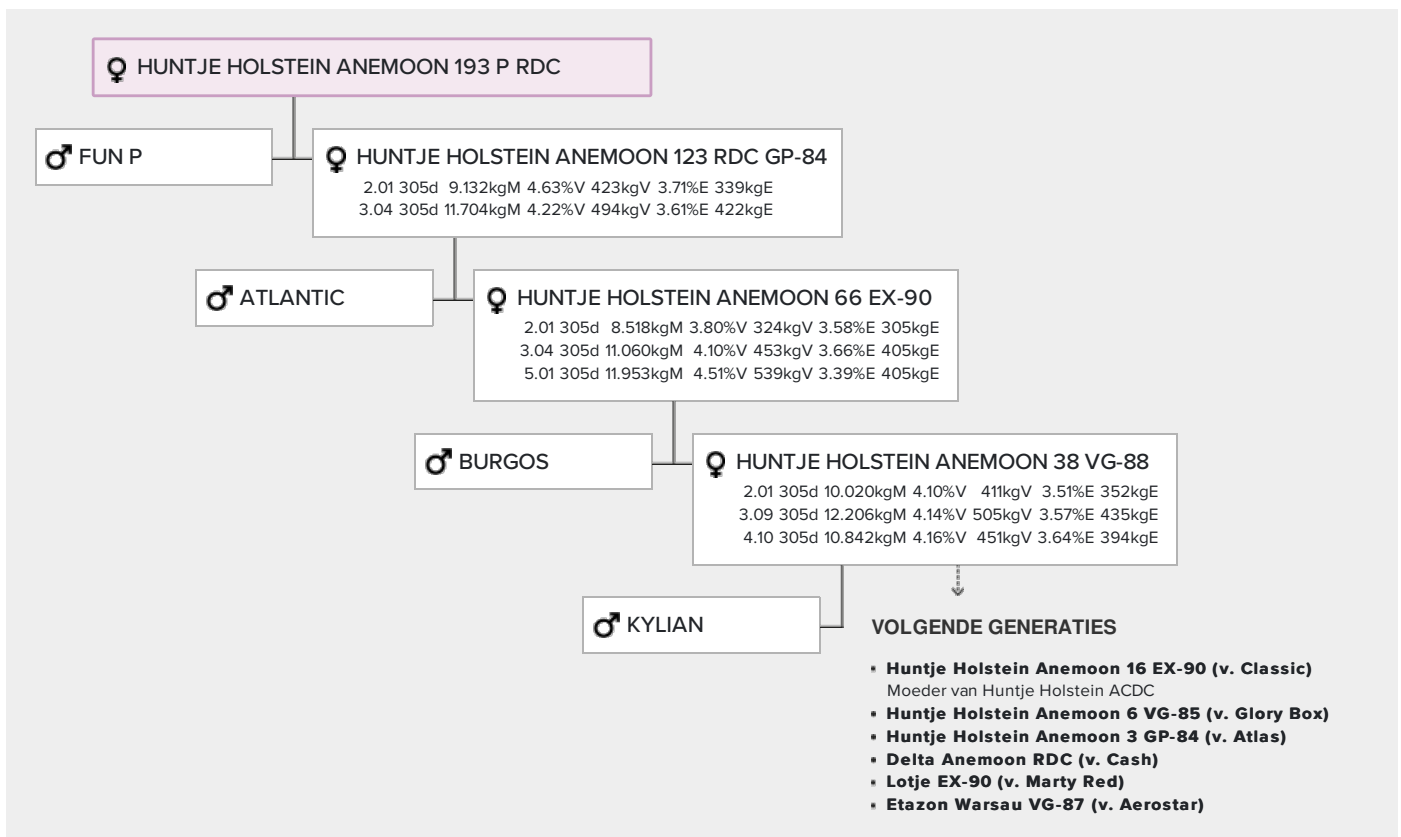 HUNTJE HOLSTEIN ANEMOON 193 P RDC
FUN P
HUNTJE HOLSTEIN ANEMOON 123 RDC GP-84
2.01 305d 9.132kgM 4.63%V 423kgV 3.71%E 339kgE
3.04 305d 11.704kgM 4.22%V 494kgV 3.61%E 422kgE
ATLANTIC
HUNTJE HOLSTEIN ANEMOON 66 EX-90
2.01 305d 8.518kgM 3.80%V 324kgV 3.58%E 305kgE
3.04 305d 11.060kgM 4.10%V 453kgV 3.66%E 405kgE
5.01 305d 11.953kgM 4.51%V 539kgV 3.39%E 405kgE
BURGOS
HUNTJE HOLSTEIN ANEMOON 38 VG-88
2.01 305d 10.020kgM 4.10%V 411kgV 3.51%E 352kgE
3.09 305d 12.206kgM 4.14%V 505kgV 3.57%E 435kgE
4.10 305d 10.842kgM 4.16%V 451kgV 3.64%E 394kgE
KYLIAN
VOLGENDE GENERATIES
▪ Huntje Holstein Anemoon 16 EX-90 (v. Classic)
Moeder van Huntje Holstein ACDC
▪ Huntje Holstein Anemoon 6 VG-85 (v. Glory Box)
▪ Huntje Holstein Anemoon 3 GP-84 (v. Atlas)
▪ Delta Anemoon RDC (v. Cash)
▪ Lotje EX-90 (v. Marty Red)
▪ Etazon Warsau VG-87 (v. Aerostar)